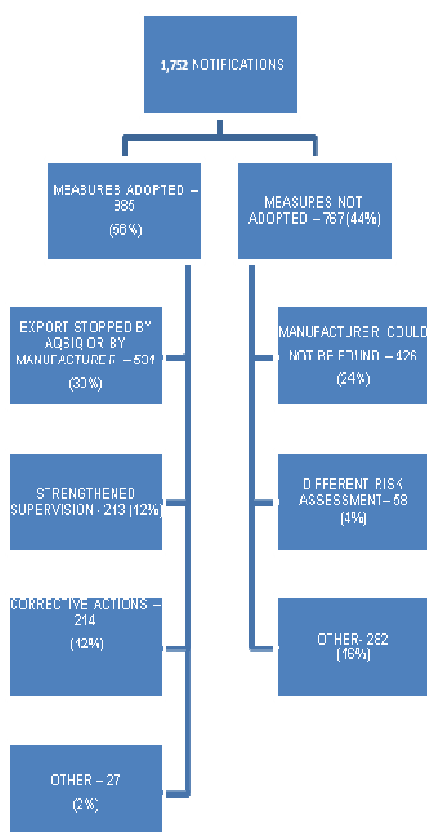 1,752 NOTIFICATIONS
MEASURES ADOPTED –
985
(56%)
MEASURES NOT
ADOPTED – 767 (44%)
EXPORT STOPPED BY
AQSIQ OR BY
MANUFACTURER – 531
(30%)
MANUFACTURER COULD
NOT BE FOUND – 426
(24%)
STRENGTHENED
SUPERVISION - 213 (12%)
DIFFERENT RISK
ASSESSMENT –
(4%)
CORRECTIVE ACTIONS –
214
(12%)
OTHER - 282
(16%)
OTHER – 27
(2%)